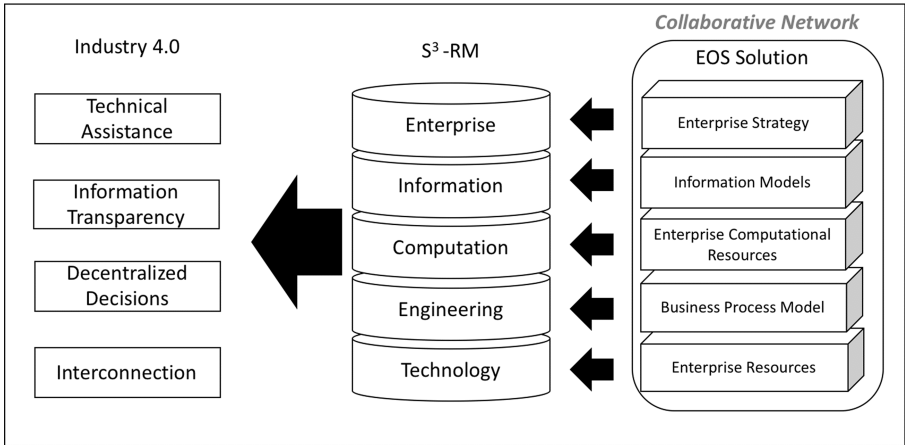 Collaborative Network
Industry 4.0
S³ -RM
EOS Solution
Technical
Assistance
Information
Transparency
Decentralized
Decisions
Interconnection
Enterprise
Information
Computation
Engineering
Technology
Enterprise Strategy
Information Models
Enterprise Computational
Resources
Business Process Model
Enterprise Resources